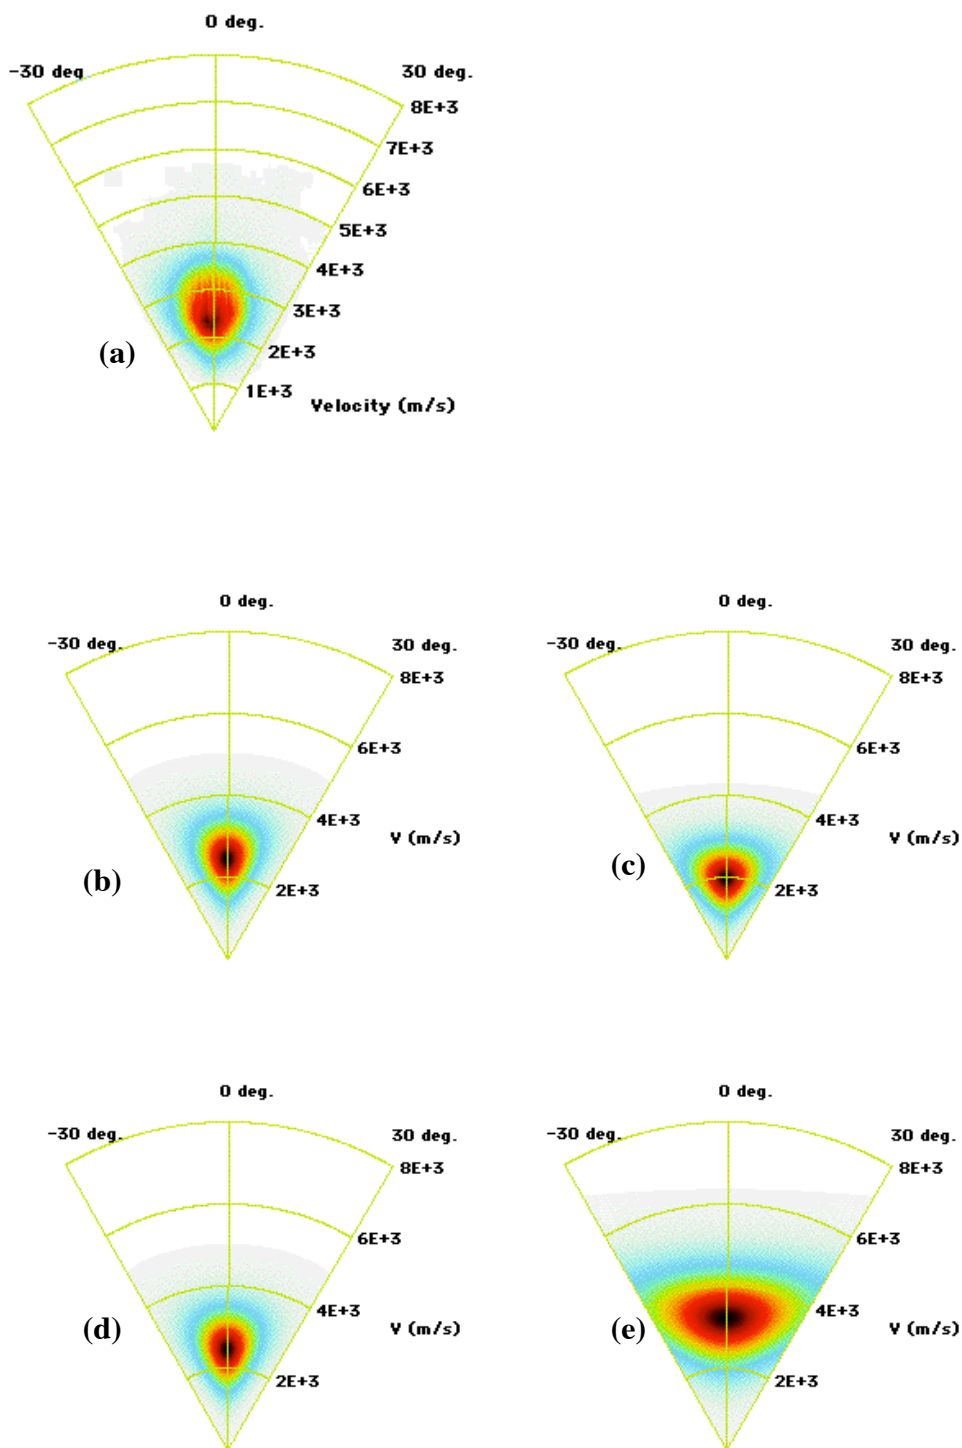 0 deg.
-30 deg.
30 deg.
8E+3
7E+3
6E+3
5E+3
4E+3
3E+3
(a)
2E+3
1E+3
Velocity (m/s)
0 deg.
-30 deg.
30 deg.
8E+3
6E+3
4E+3
V (m/s)
(b)
2E+3
0 deg.
-30 deg.
30 deg.
8E+3
6E+3
4E+3
V (m/s)
(c)
2E+3
0 deg.
-30 deg.
30 deg.
8E+3
6E+3
4E+3
V (m/s)
(d)
2E+3
0 deg.
-30 deg.
30 deg.
8E+3
6E+3
4E+3
V (m/s)
(e)
2E+3